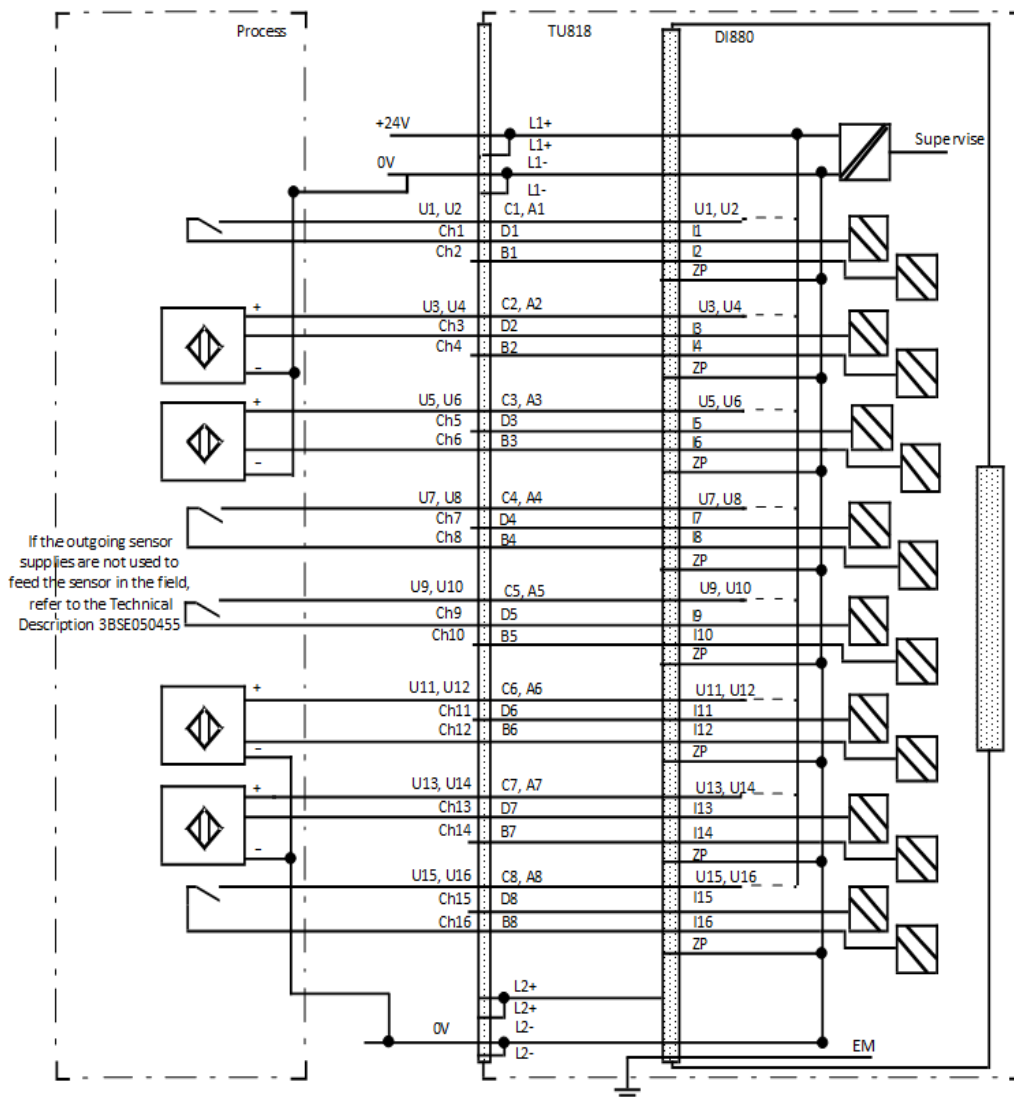 Process
TU818
DI880
+24V
L1+
L1+
Supervise
0V
L1-
L1-
U1, U2
C1, A1
U1, U2
Ch1
D1
I1
Ch2
B1
I2
ZP
+
U3, U4
C2, A2
U3, U4
Ch3
D2
I3
Ch4
B2
I4
–
ZP
+
U5, U6
C3, A3
U5, U6
Ch5
D3
I5
Ch6
B3
I6
–
ZP
U7, U8
C4, A4
U7, U8
Ch7
D4
I7
Ch8
B4
I8
ZP
If the outgoing sensor
supplies are not used to
feed the sensor in the field,
refer to the Technical
Description 3BSE050455
U9, U10
C5, A5
U9, U10
Ch9
D5
I9
Ch10
B5
I10
ZP
+
U11, U12
C6, A6
U11, U12
Ch11
D6
I11
Ch12
B6
I12
–
ZP
+
U13, U14
C7, A7
U13, U14
Ch13
D7
I13
Ch14
B7
I14
–
ZP
U15, U16
C8, A8
U15, U16
Ch15
D8
I15
Ch16
B8
I16
ZP
L2+
L2+
0V
L2-
L2-
EM